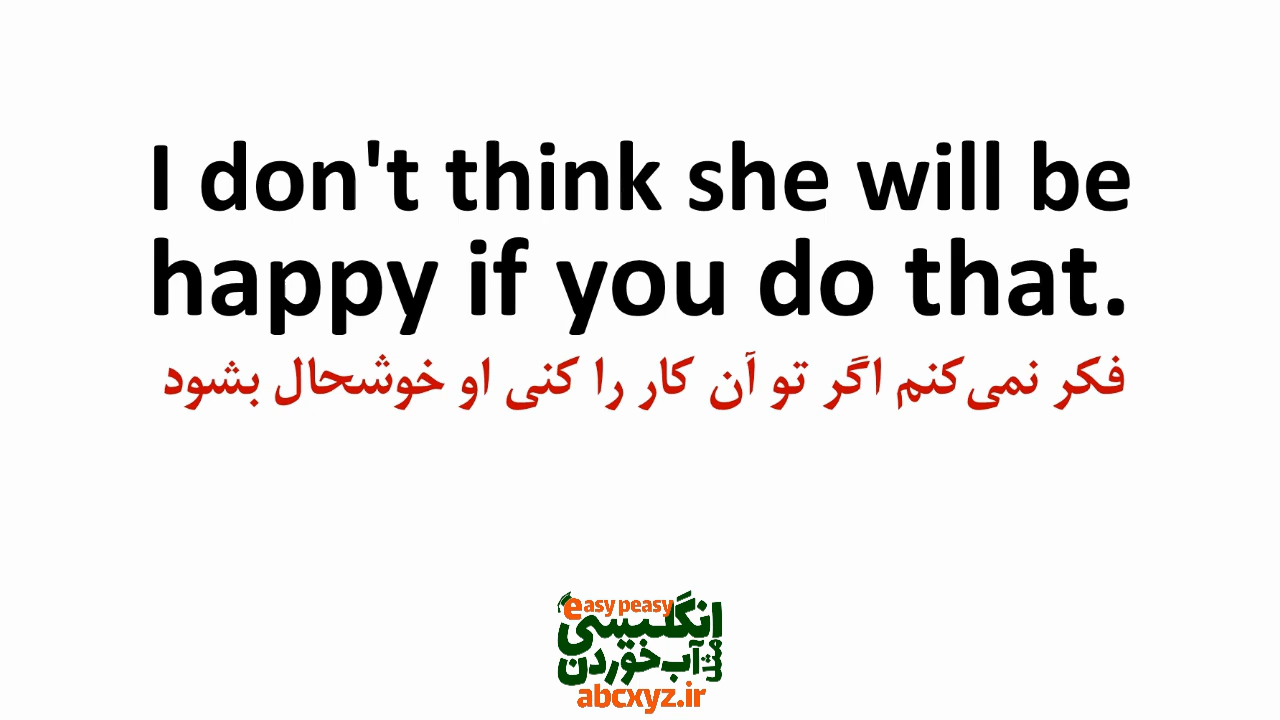 I don't think she will be
happy if you do that.
فکر نمی‌کنم اگر تو آن کار را کنی او خوشحال بشود
easy peasy
انگلیسی
مثل آب خوردن
abcxyz.ir